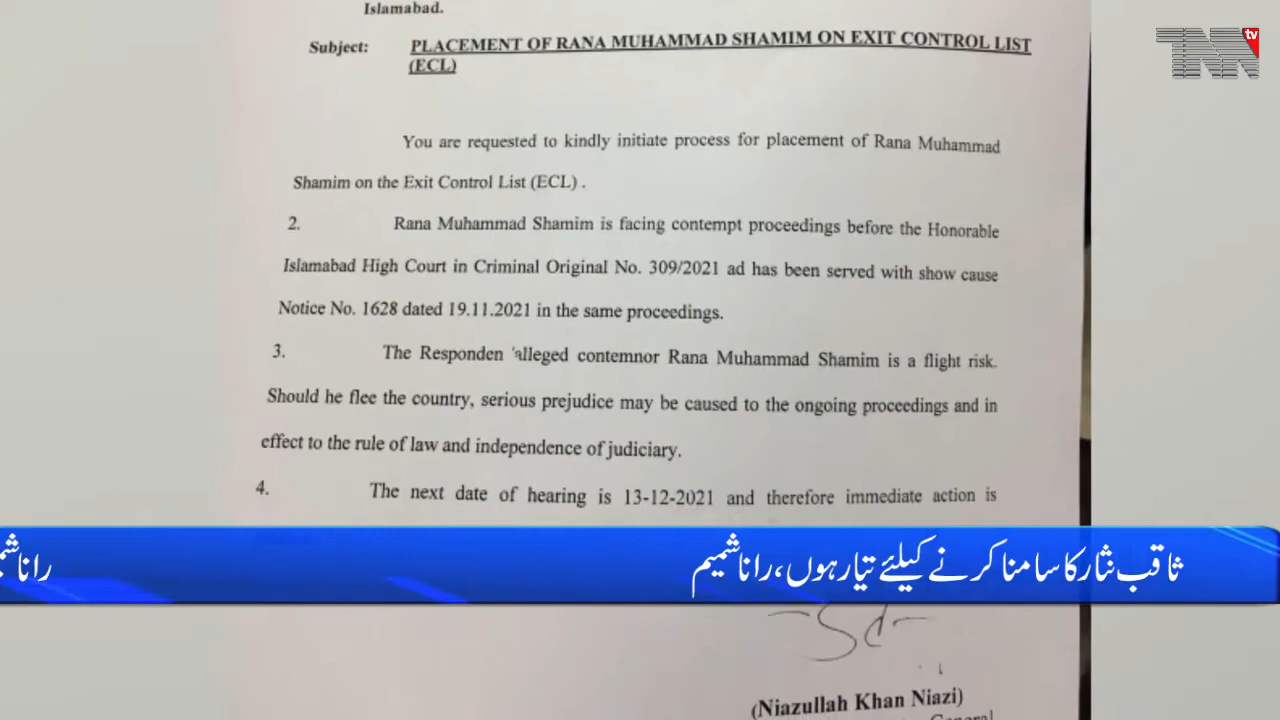 Islamabad.
TNN tv
Subject: PLACEMENT OF RANA MUHAMMAD SHAMIM ON EXIT CONTROL LIST
(ECL)
You are requested to kindly initiate process for placement of Rana Muhammad
Shamim on the Exit Control List (ECL) .
2. Rana Muhammad Shamim is facing contempt proceedings before the Honorable
Islamabad High Court in Criminal Original No. 309/2021 ad has been served with show cause
Notice No. 1628 dated 19.11.2021 in the same proceedings.
3. The Responden alleged contemnor Rana Muhammad Shamim is a flight risk.
Should he flee the country, serious prejudice may be caused to the ongoing proceedings and in
effect to the rule of law and independence of judiciary.
4. The next date of hearing is 13-12-2021 and therefore immediate action is
ثاقب نثار کا سامنا کرنے کیلئے تیار ہوں، رانا شمیم
رانا
-Sd-
(Niazullah Khan Niazi)
General